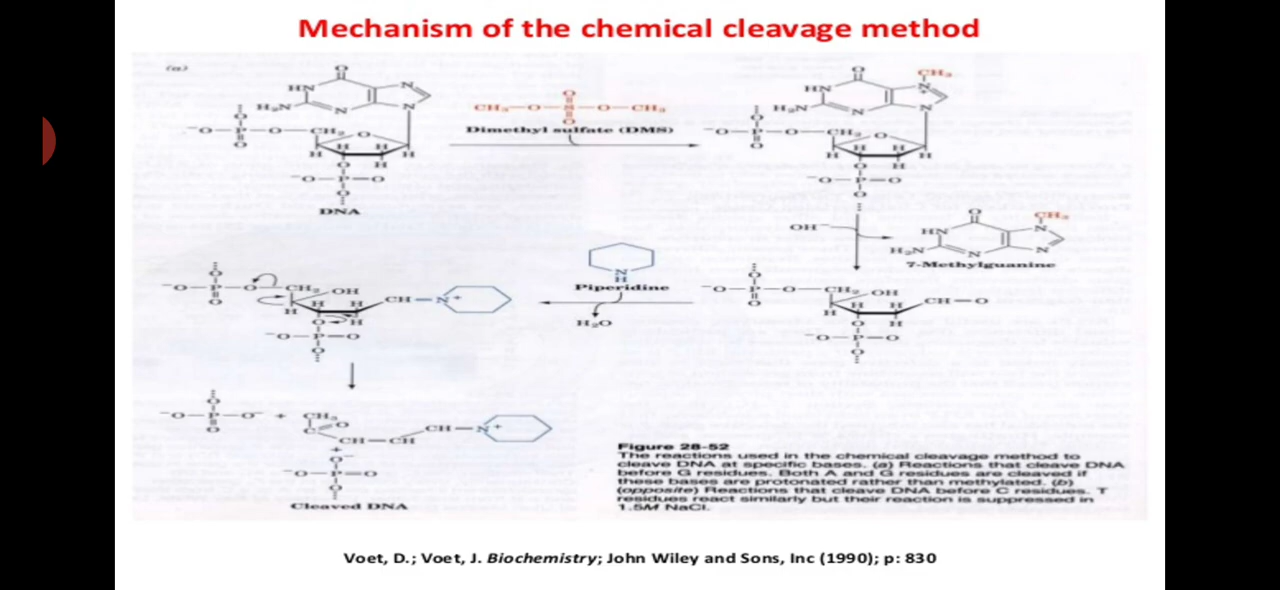 Mechanism of the chemical cleavage method
(a)
CH₃—O—S—O—CH₃
Dimethyl sulfate (DMS)
DNA
OH⁻
7-Methylguanine
Piperidine
H₂O
Cleaved DNA
Figure 28-52
The reactions used in the chemical cleavage method to
cleave DNA at specific bases. (a) Reactions that cleave DNA
before G residues. Both A and G residues are cleaved if
these bases are protonated rather than methylated. (b)
(opposite) Reactions that cleave DNA before C residues. T
residues react similarly but their reaction is suppressed in
1.5M NaCl.
Voet, D.; Voet, J. Biochemistry; John Wiley and Sons, Inc (1990); p: 830